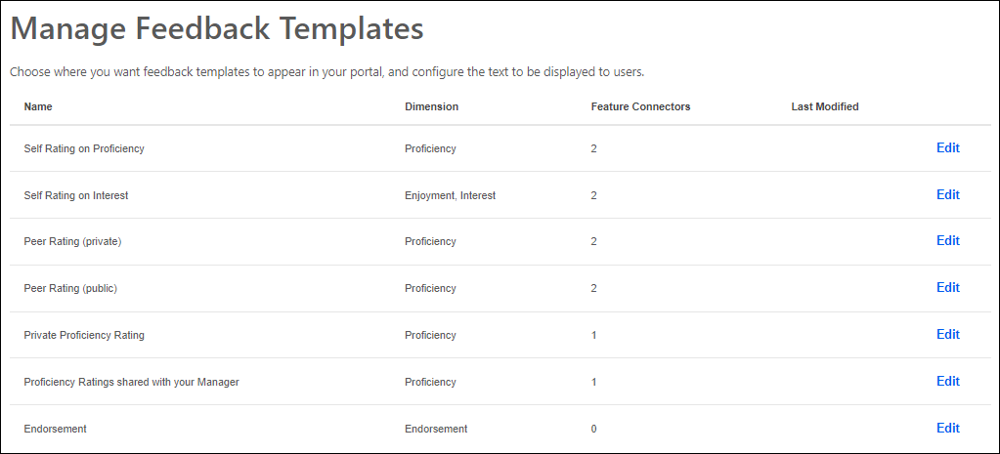 Manage Feedback Templates
Choose where you want feedback templates to appear in your portal, and configure the text to be displayed to users.
Name Dimension Feature Connectors Last Modified
Self Rating on Proficiency Proficiency 2 Edit
Self Rating on Interest Enjoyment, Interest 2 Edit
Peer Rating (private) Proficiency 2 Edit
Peer Rating (public) Proficiency 2 Edit
Private Proficiency Rating Proficiency 1 Edit
Proficiency Ratings shared with your Manager Proficiency 1 Edit
Endorsement Endorsement 0 Edit